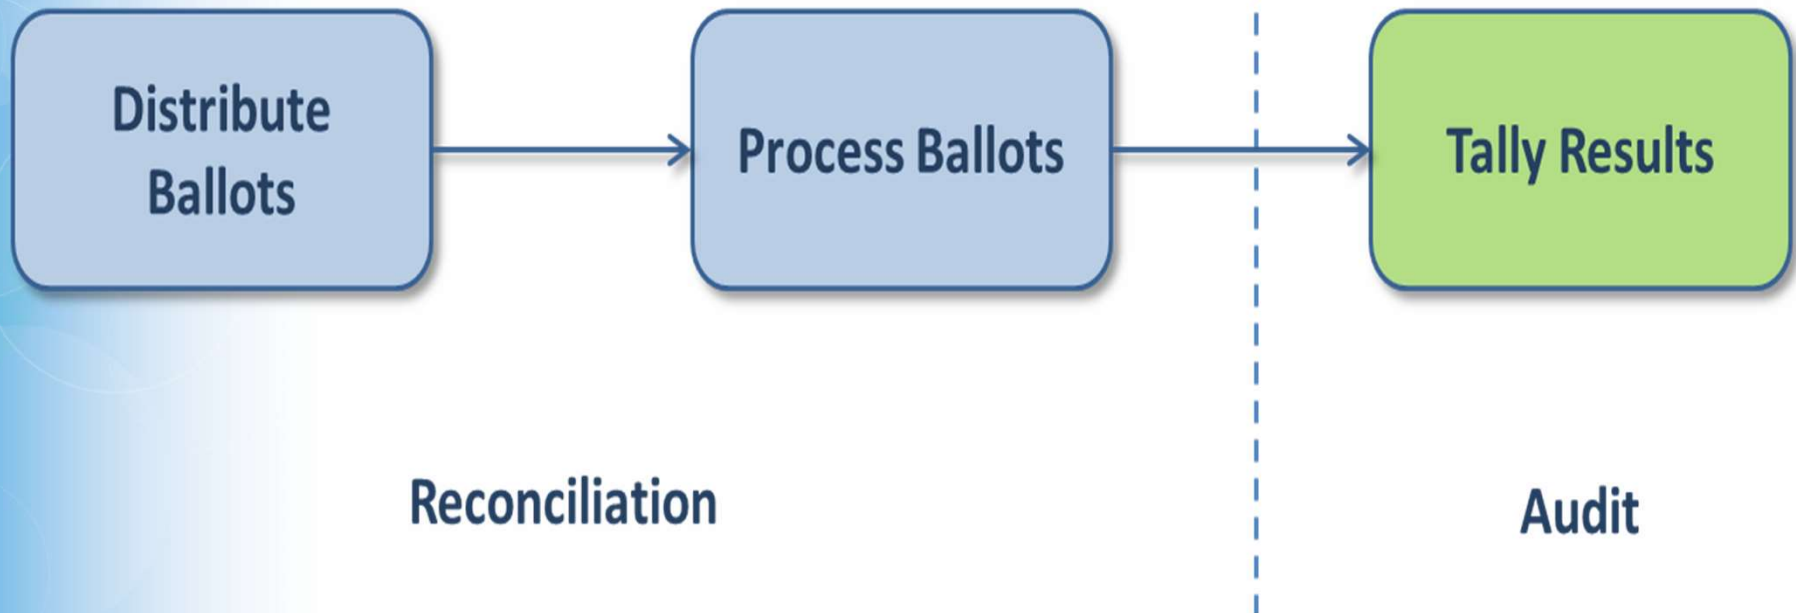 Distribute
Ballots
Process Ballots
Tally Results
Reconciliation
Audit